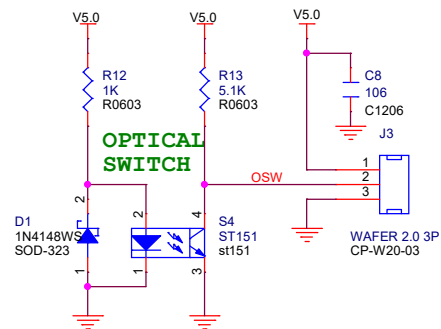 V5.0
V5.0
V5.0
R12
1K
R0603
R13
5.1K
R0603
C8
106
C1206
OPTICAL
SWITCH
J3
OSW
1
2
3
2
2
4
D1
1N4148WS
SOD-323
S4
ST151
st151
WAFER 2.0 3P
CP-W20-03
1
1
3